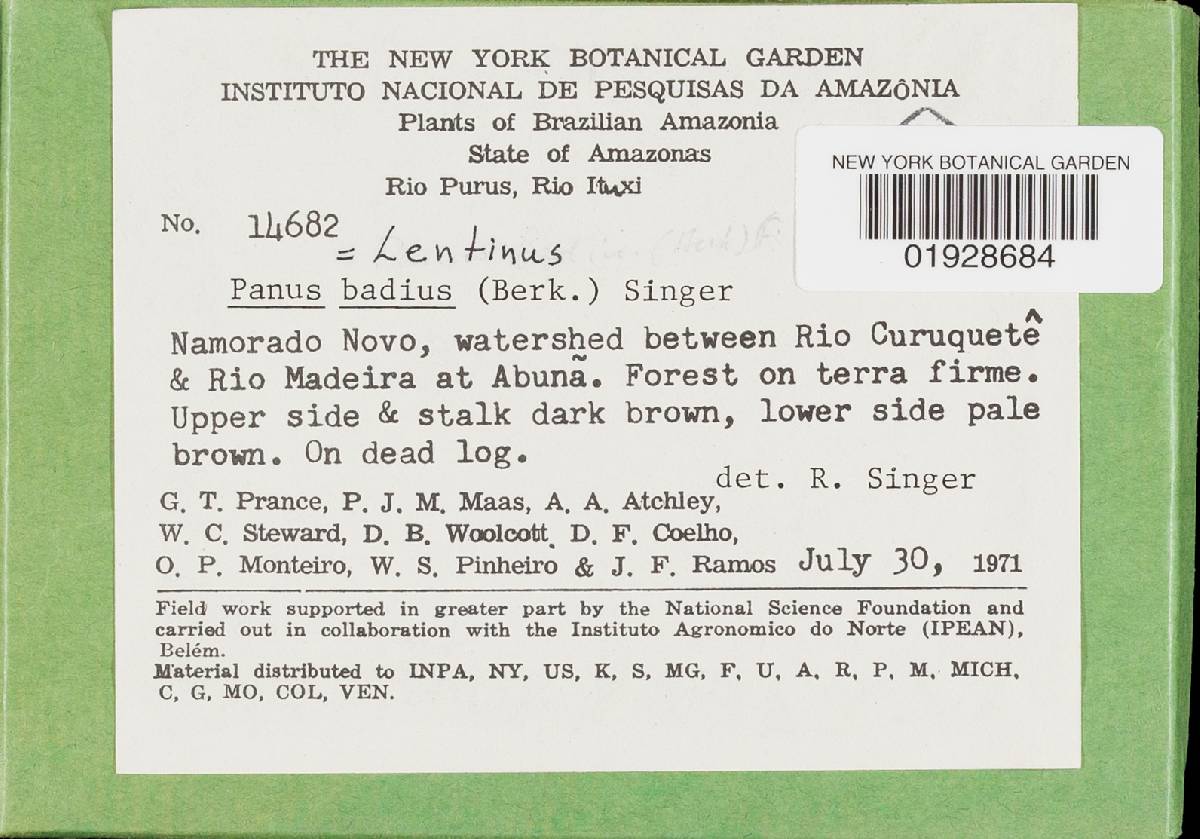 THE NEW YORK BOTANICAL GARDEN
INSTITUTO NACIONAL DE PESQUISAS DA AMAZÔNIA
Plants of Brazilian Amazonia
State of Amazonas
Rio Purus, Rio Ituxi
NEW YORK BOTANICAL GARDEN
01928684
No. 14682
= Lentinus
Panus badius (Berk.) Singer
Namorado Novo, watershed between Rio Curuquetê
& Rio Madeira at Abunã. Forest on terra firme.
Upper side & stalk dark brown, lower side pale
brown. On dead log.
det. R. Singer
G. T. Prance, P. J. M. Maas, A. A. Atchley,
W. C. Steward, D. B. Woolcott, D. F. Coelho,
O. P. Monteiro, W. S. Pinheiro & J. F. Ramos July 30, 1971
Field work supported in greater part by the National Science Foundation and
carried out in collaboration with the Instituto Agronomico do Norte (IPEAN),
Belém.
Material distributed to INPA, NY, US, K, S, MG, F, U, A, R, P, M, MICH,
C, G, MO, COL, VEN.